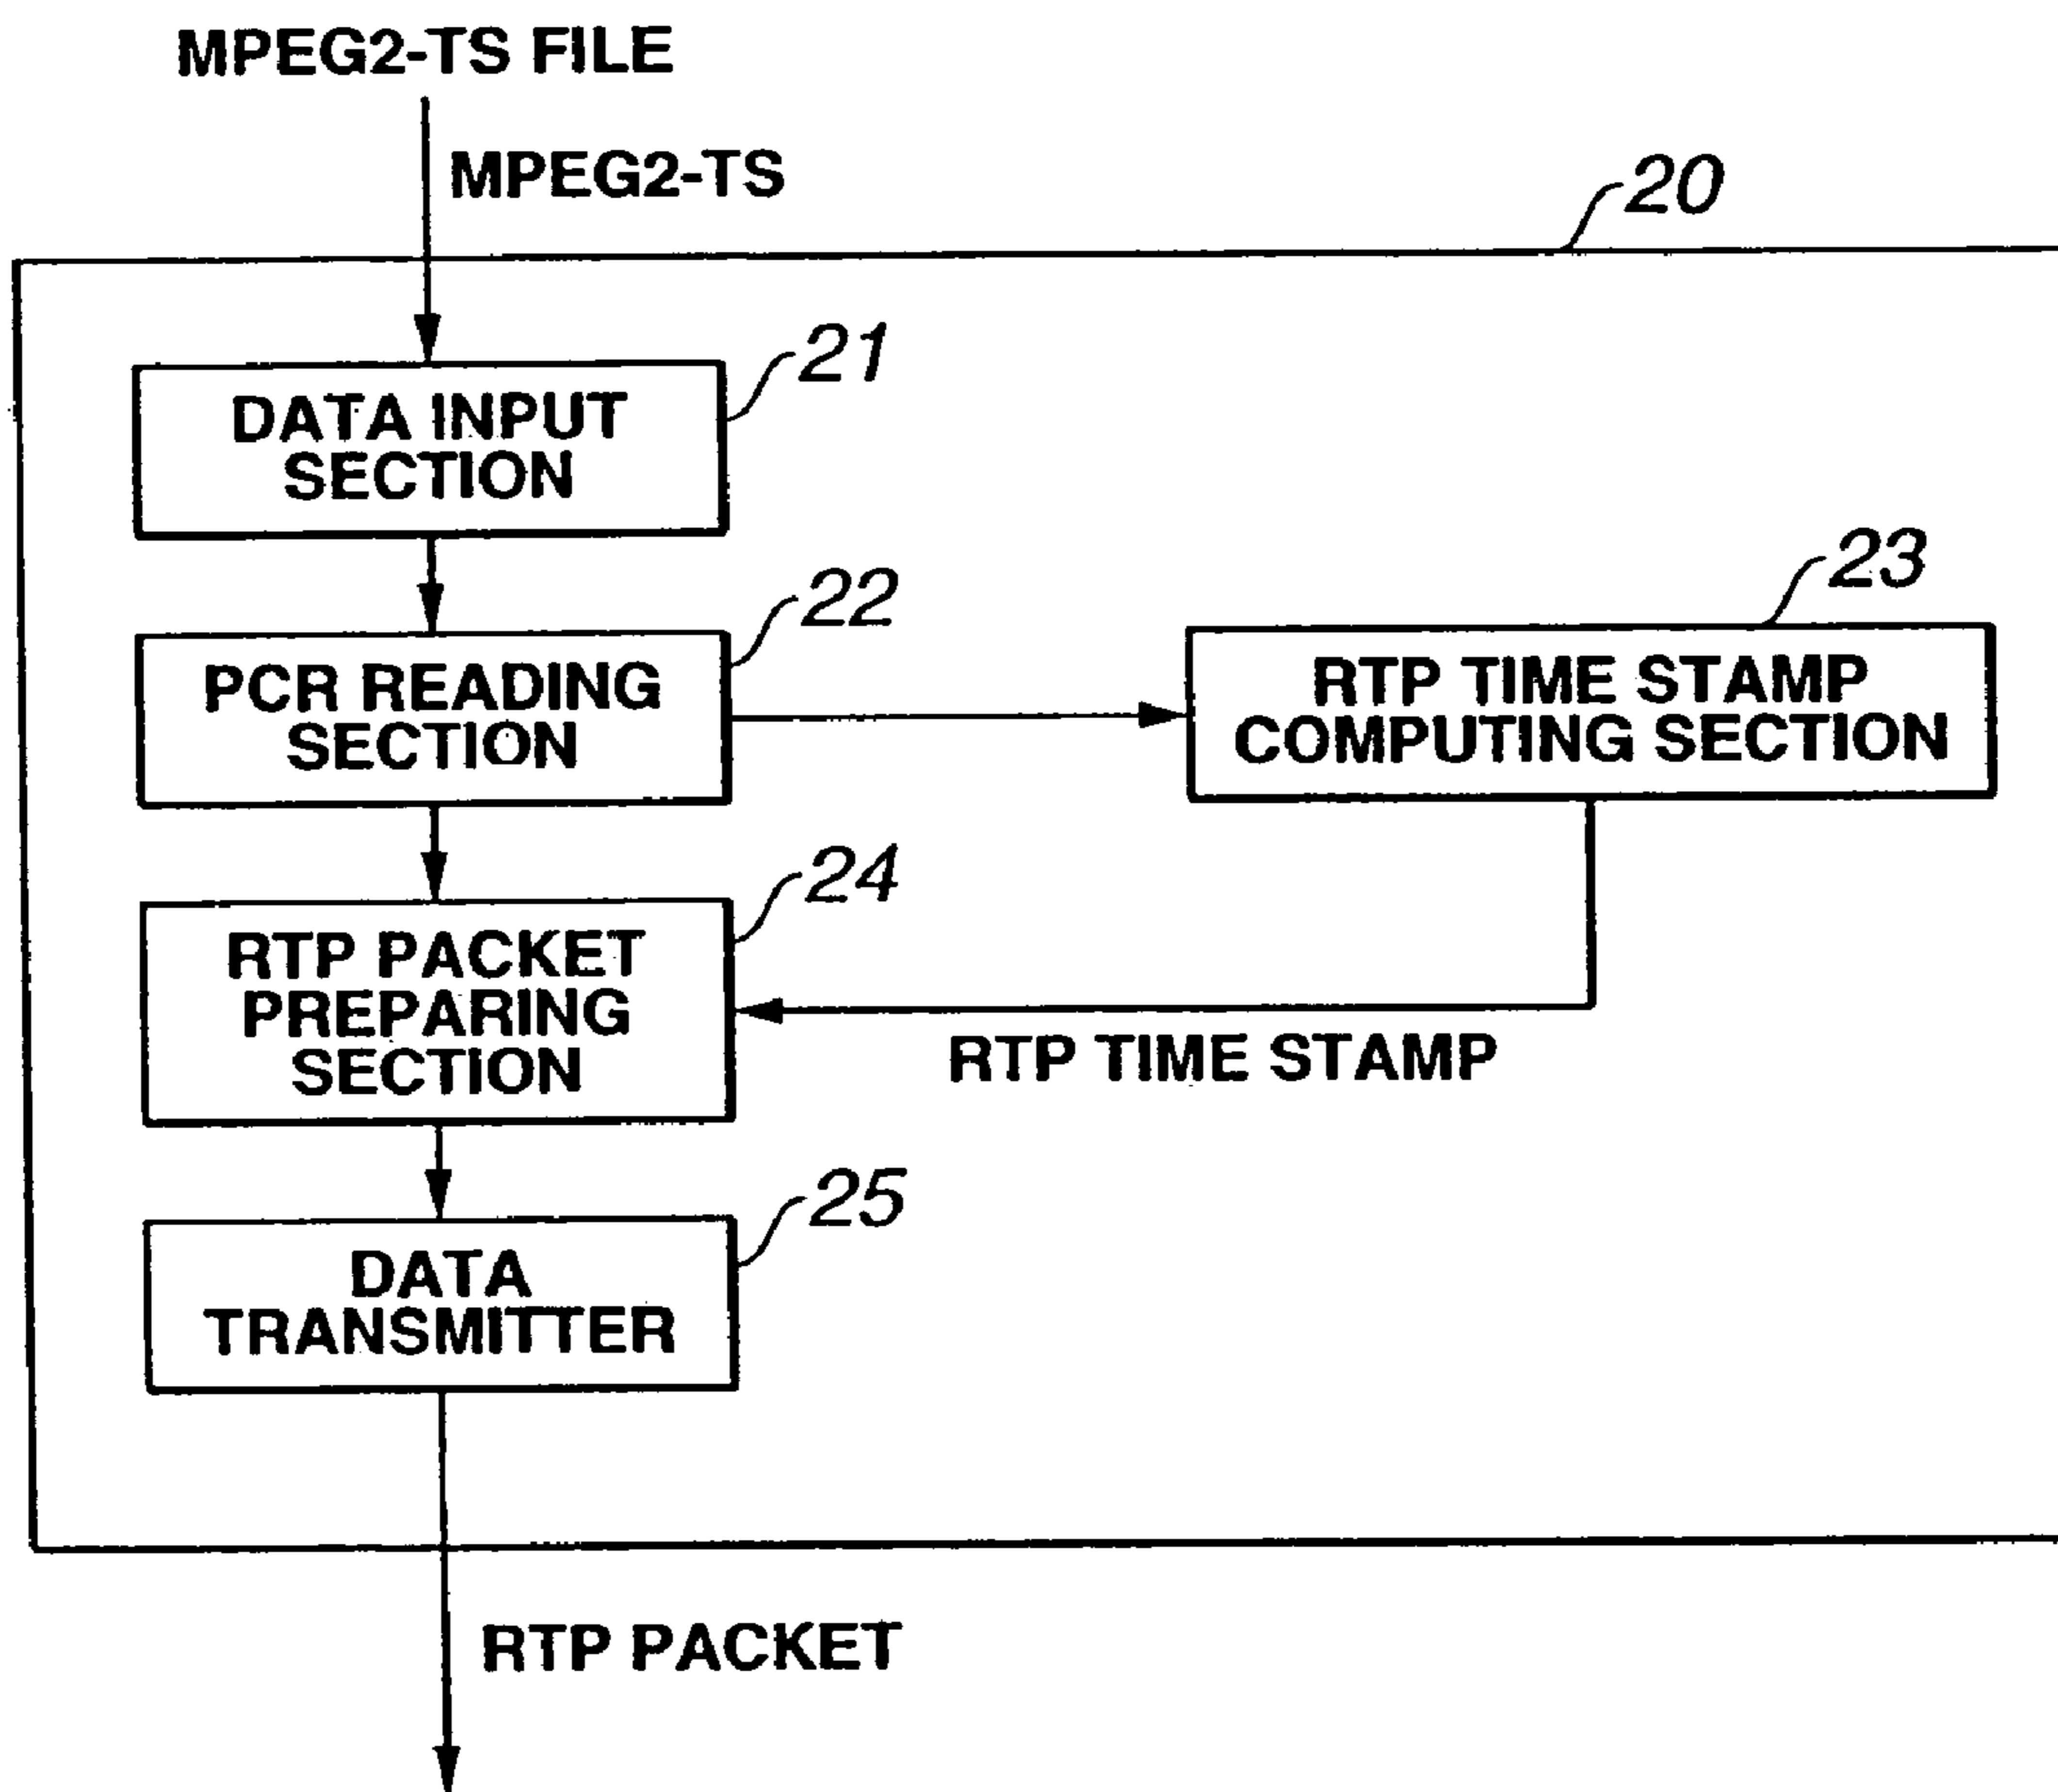 MPEG2-TS FILE
MPEG2-TS
20
21
DATA INPUT
SECTION
22
PCR READING
SECTION
23
RTP TIME STAMP
COMPUTING SECTION
24
RTP PACKET
PREPARING
SECTION
RTP TIME STAMP
25
DATA
TRANSMITTER
RTP PACKET